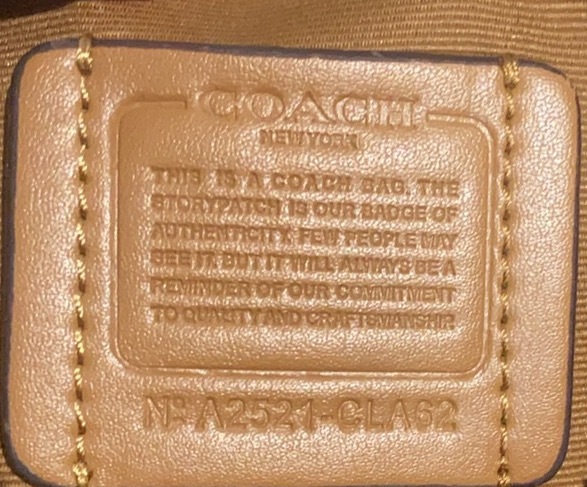 COACH
NEW YORK
THIS IS A COACH BAG. THE
STORYPATCH IS OUR BADGE OF
AUTHENTICITY. FEW PEOPLE MAY
SEE IT, BUT IT WILL ALWAYS BE A
REMINDER OF OUR COMMITMENT
TO QUALITY AND CRAFTSMANSHIP.
Nº A2521-CLA62